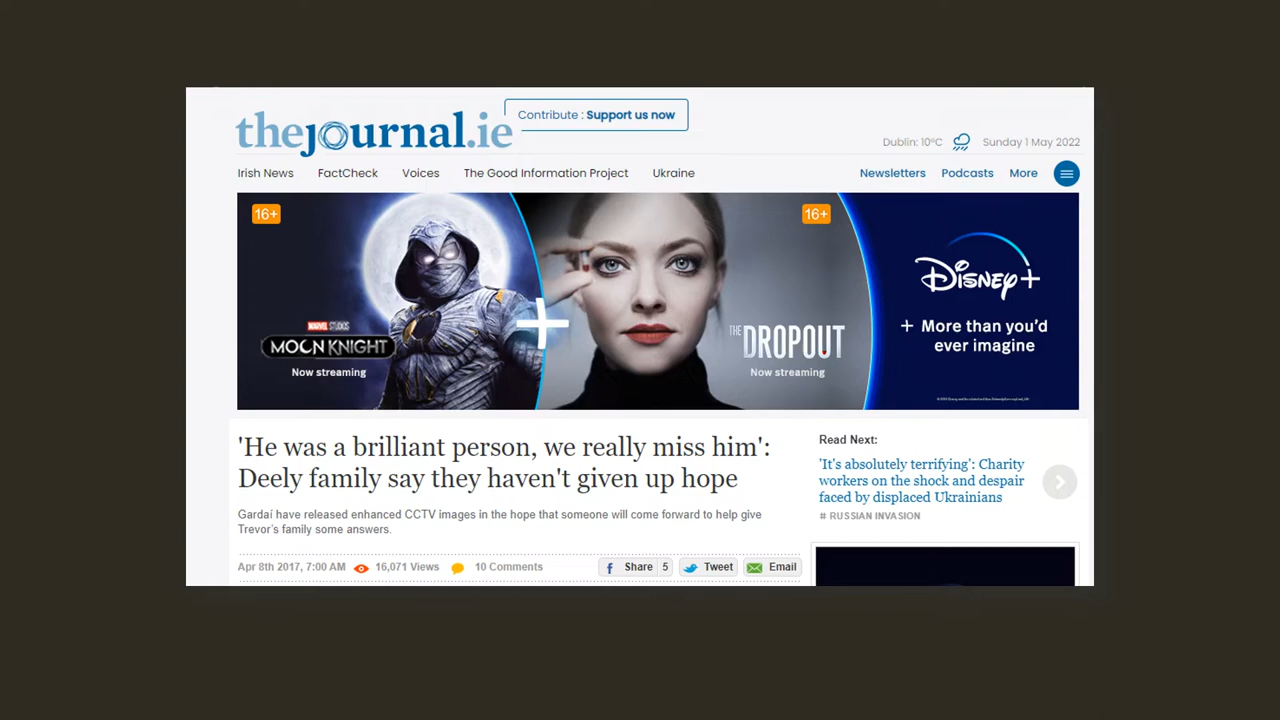 thejournal.ie
Contribute : Support us now
Dublin: 10°C
Sunday 1 May 2022
Irish News
FactCheck
Voices
The Good Information Project
Ukraine
Newsletters
Podcasts
More
16+
16+
MARVEL STUDIOS
MOON KNIGHT
Now streaming
+
THE DROPOUT
Now streaming
Disney+
+ More than you'd
ever imagine
'He was a brilliant person, we really miss him':
Deely family say they haven't given up hope
Gardaí have released enhanced CCTV images in the hope that someone will come forward to help give
Trevor's family some answers.
Apr 8th 2017, 7:00 AM
16,071 Views
10 Comments
Share 5
Tweet
Email
Read Next:
'It's absolutely terrifying': Charity
workers on the shock and despair
faced by displaced Ukrainians
# RUSSIAN INVASION